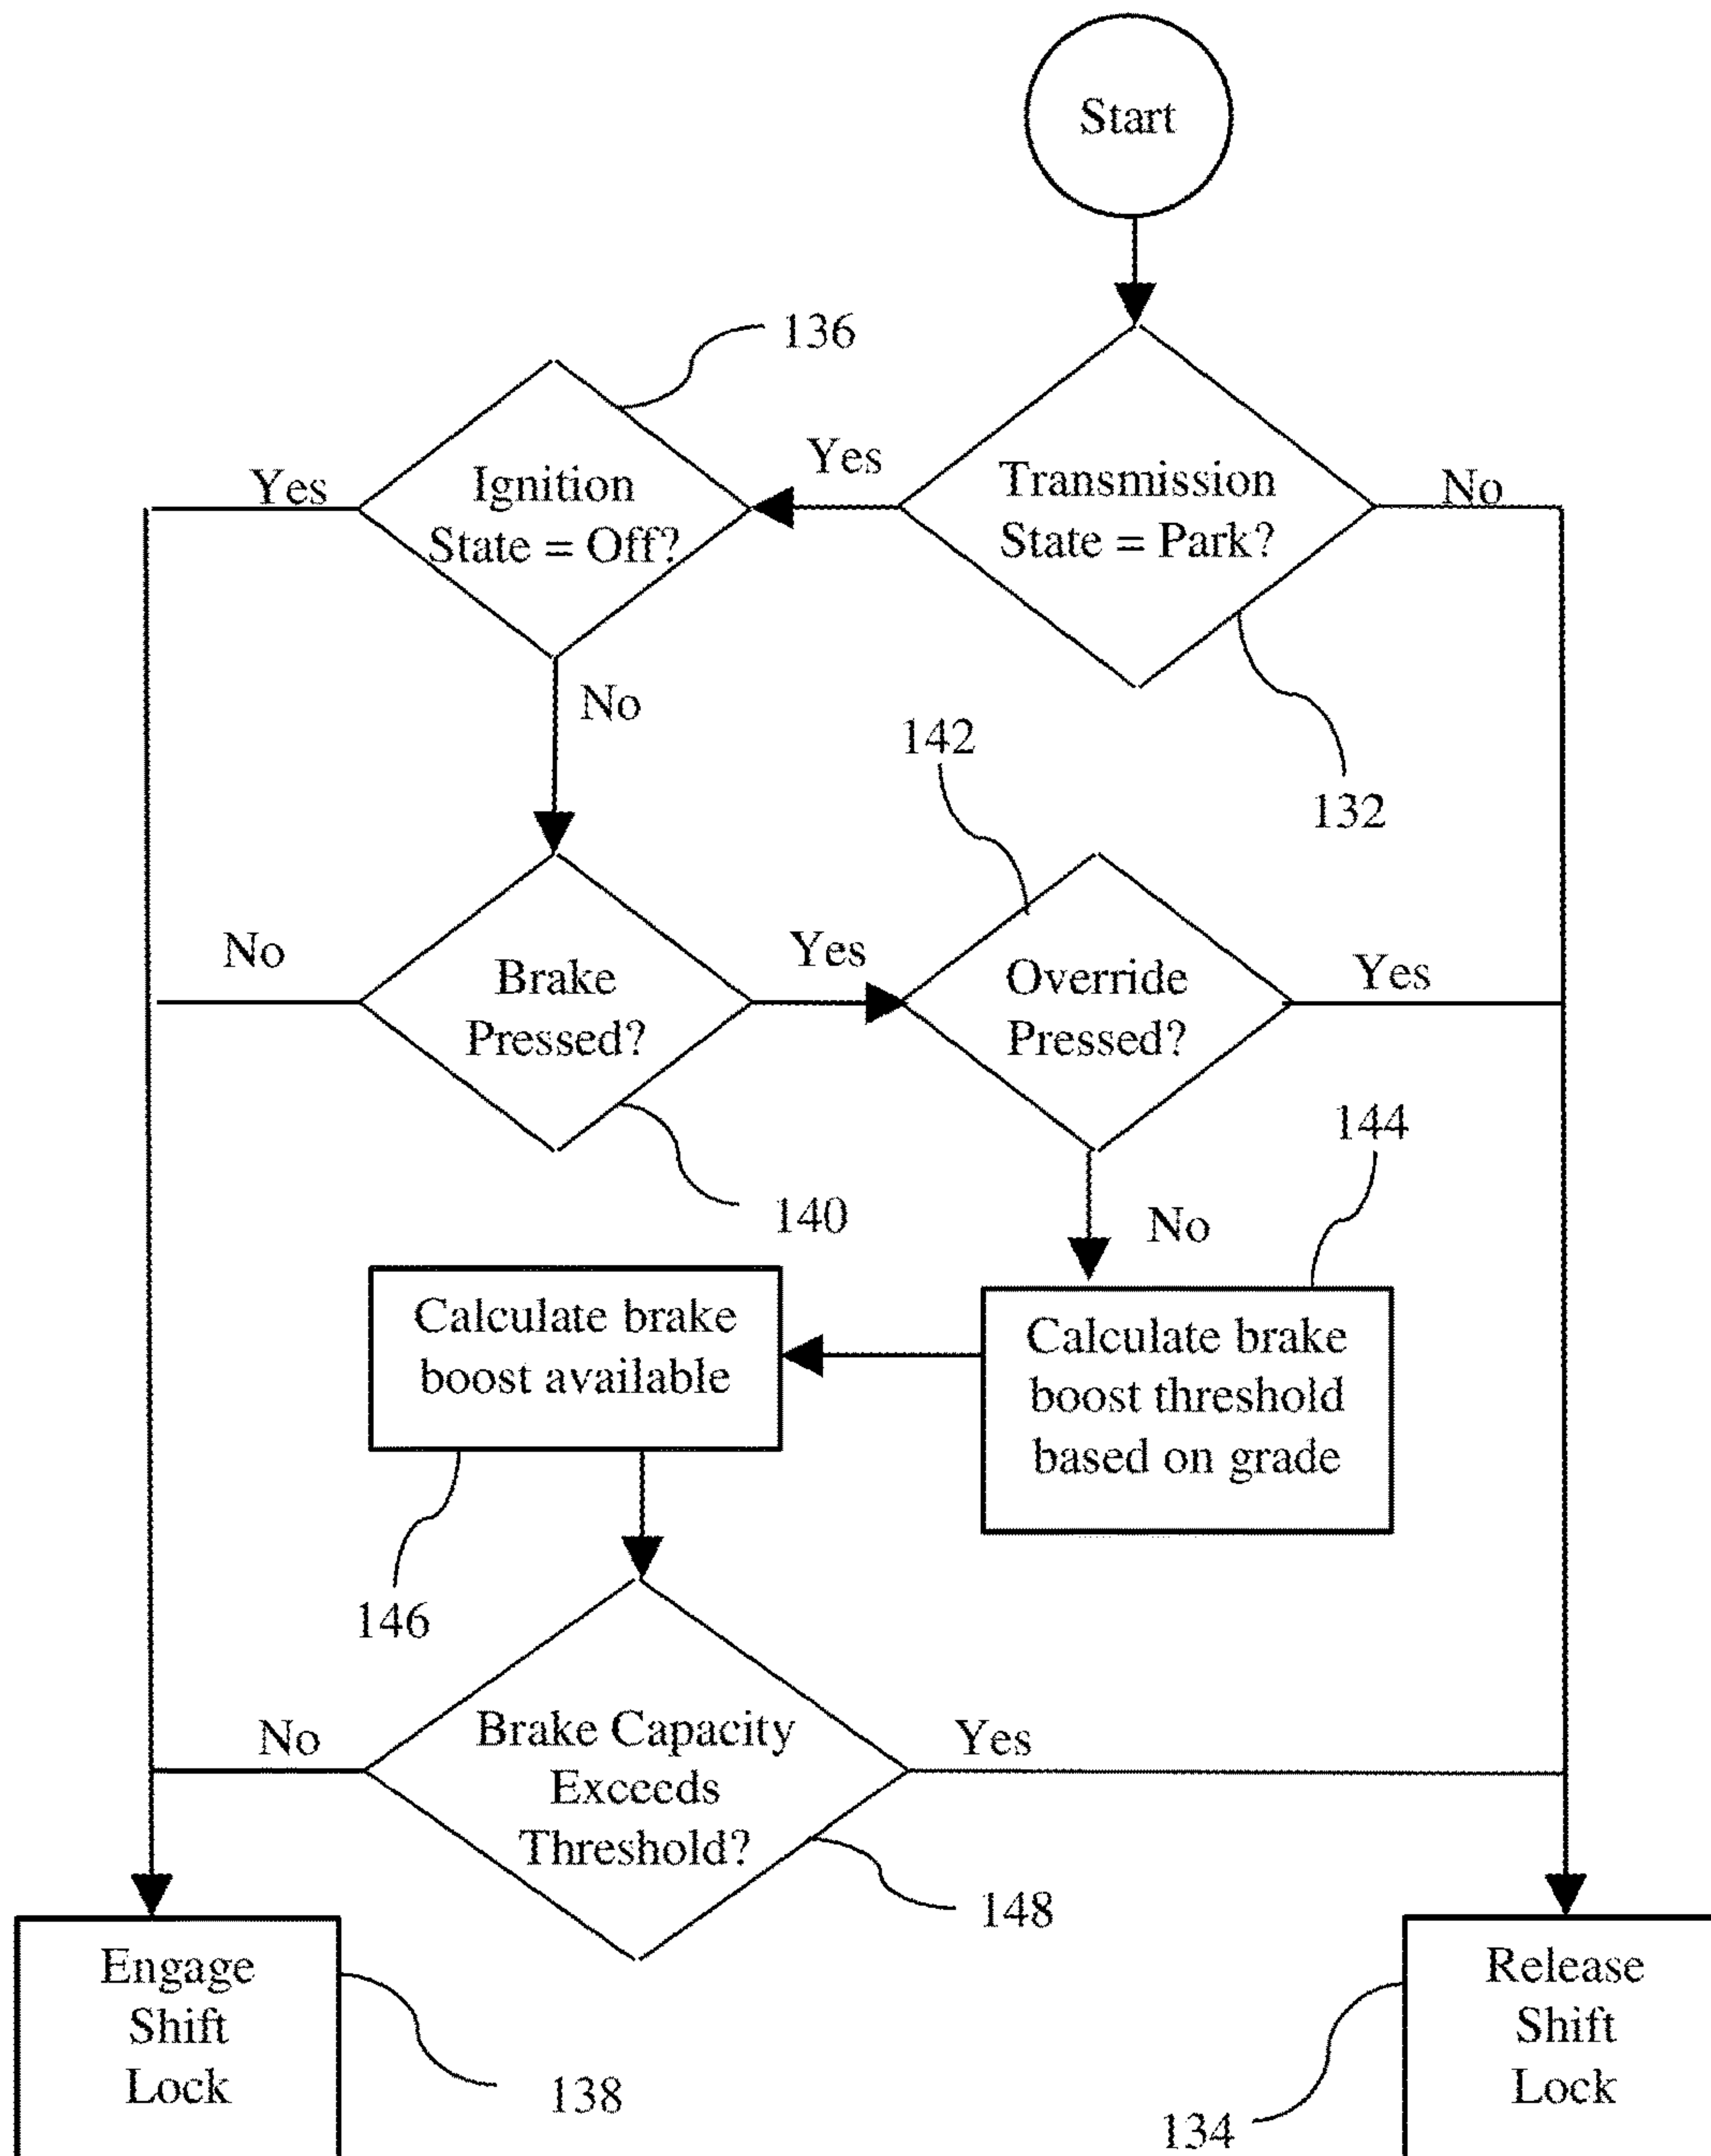 Start
136
Yes
Ignition
State = Off?
Yes
Transmission
State = Park?
No
No
132
142
No
Brake
Pressed?
Yes
Override
Pressed?
Yes
140
No
144
Calculate brake
boost available
Calculate brake
boost threshold
based on grade
146
No
Brake Capacity
Exceeds
Threshold?
Yes
148
Engage
Shift
Lock
138
Release
Shift
Lock
134